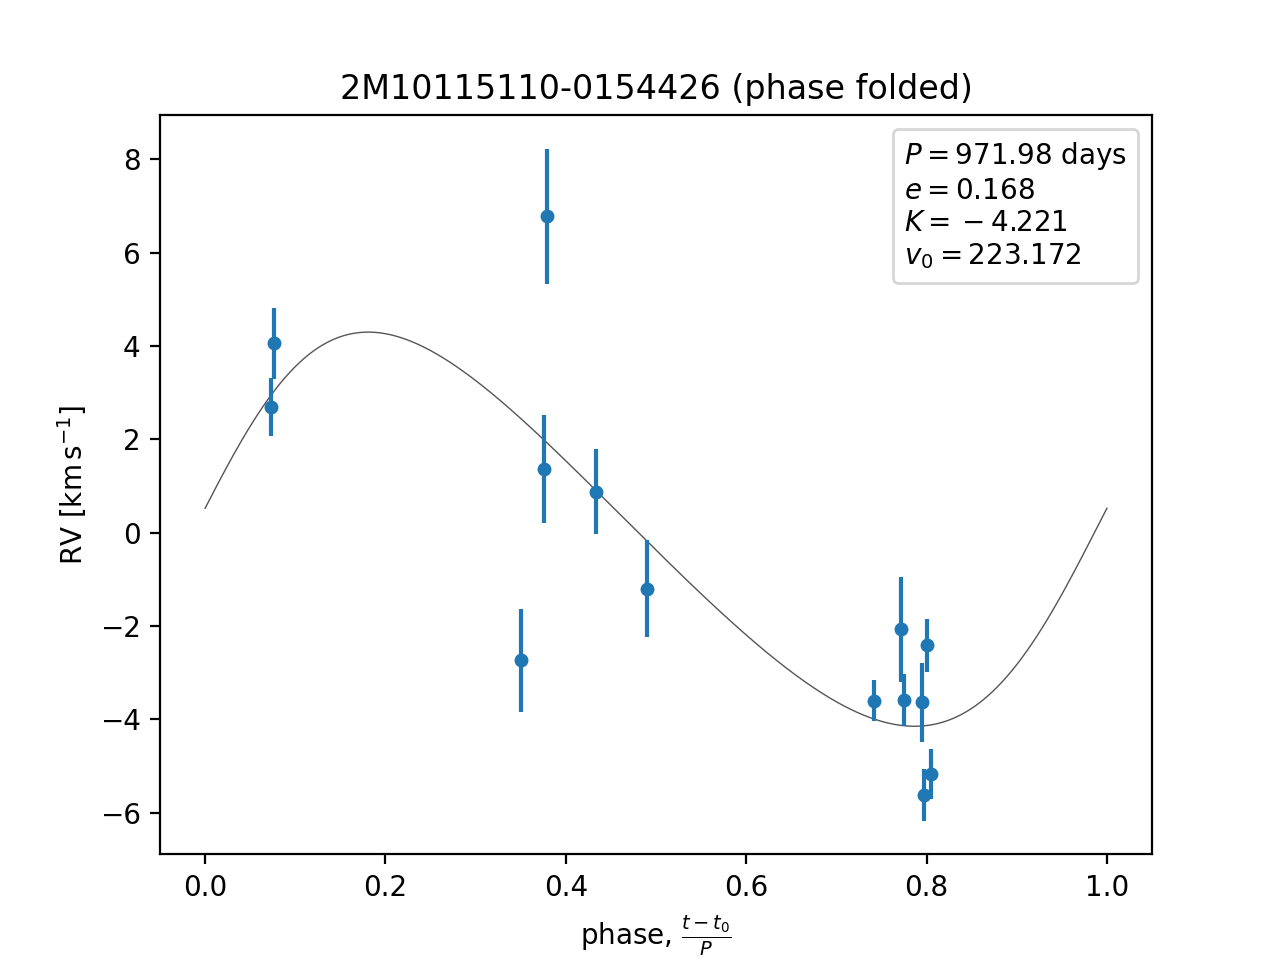 2M10115110-0154426 (phase folded)
P = 971.98 days
e = 0.168
K = − 4.221
v₀ = 223.172
8
6
4
2
0
−2
−4
−6
RV [km s⁻¹]
0.0 0.2 0.4 0.6 0.8 1.0
phase, (t − t₀)/P